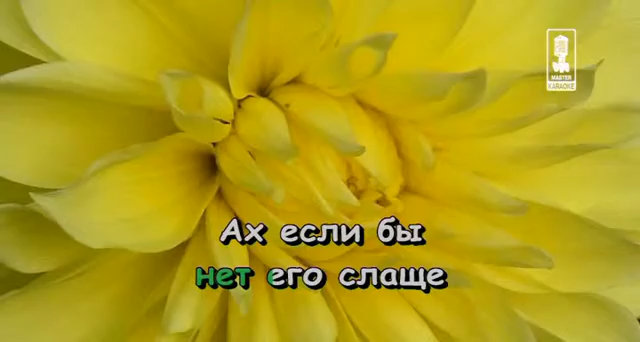 MASTER
KARAOKE
Ах если бы
нет его слаще